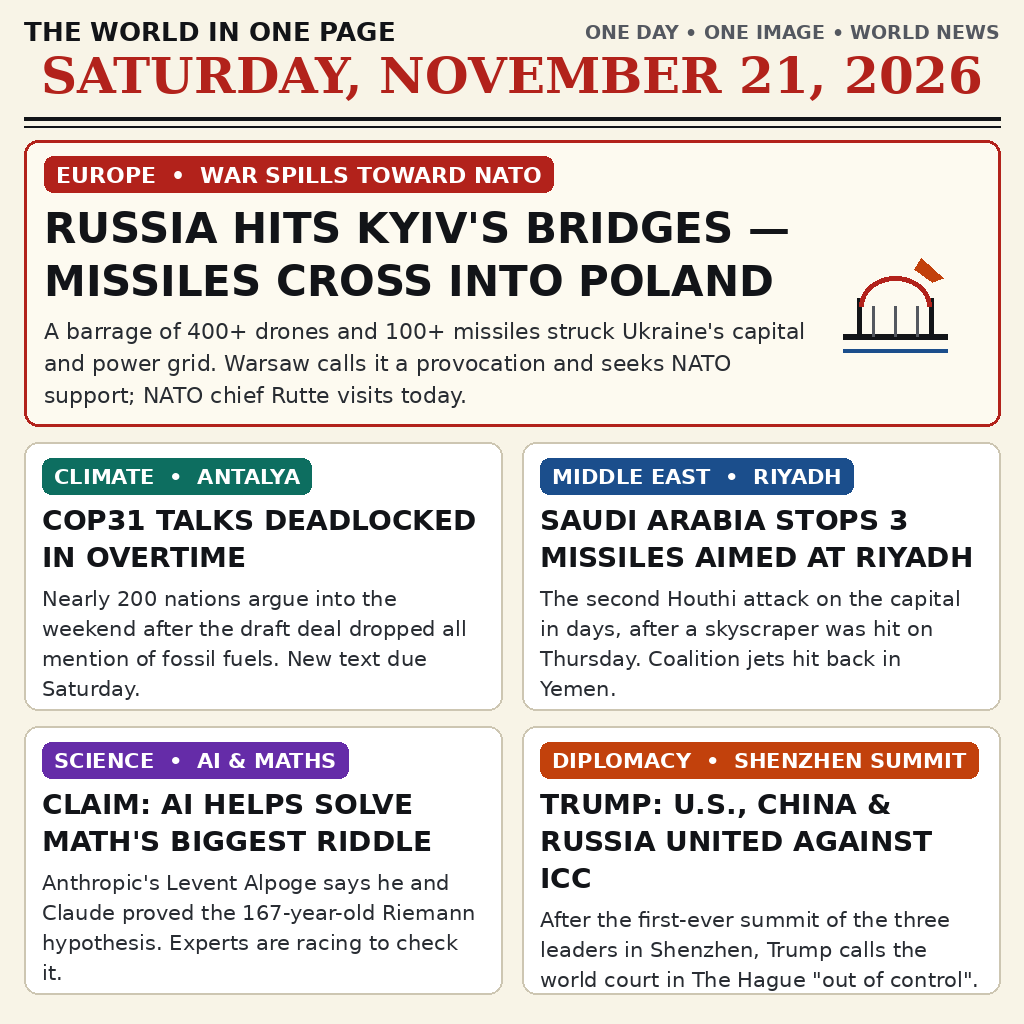 THE WORLD IN ONE PAGE
ONE DAY • ONE IMAGE • WORLD NEWS
SATURDAY, NOVEMBER 21, 2026
EUROPE • WAR SPILLS TOWARD NATO
RUSSIA HITS KYIV'S BRIDGES —
MISSILES CROSS INTO POLAND
A barrage of 400+ drones and 100+ missiles struck Ukraine's capital
and power grid. Warsaw calls it a provocation and seeks NATO
support; NATO chief Rutte visits today.
CLIMATE • ANTALYA
COP31 TALKS DEADLOCKED
IN OVERTIME
Nearly 200 nations argue into the
weekend after the draft deal dropped all
mention of fossil fuels. New text due
Saturday.
MIDDLE EAST • RIYADH
SAUDI ARABIA STOPS 3
MISSILES AIMED AT RIYADH
The second Houthi attack on the capital
in days, after a skyscraper was hit on
Thursday. Coalition jets hit back in
Yemen.
SCIENCE • AI & MATHS
CLAIM: AI HELPS SOLVE
MATH'S BIGGEST RIDDLE
Anthropic's Levent Alpoge says he and
Claude proved the 167-year-old Riemann
hypothesis. Experts are racing to check
it.
DIPLOMACY • SHENZHEN SUMMIT
TRUMP: U.S., CHINA &
RUSSIA UNITED AGAINST
ICC
After the first-ever summit of the three
leaders in Shenzhen, Trump calls the
world court in The Hague "out of control".